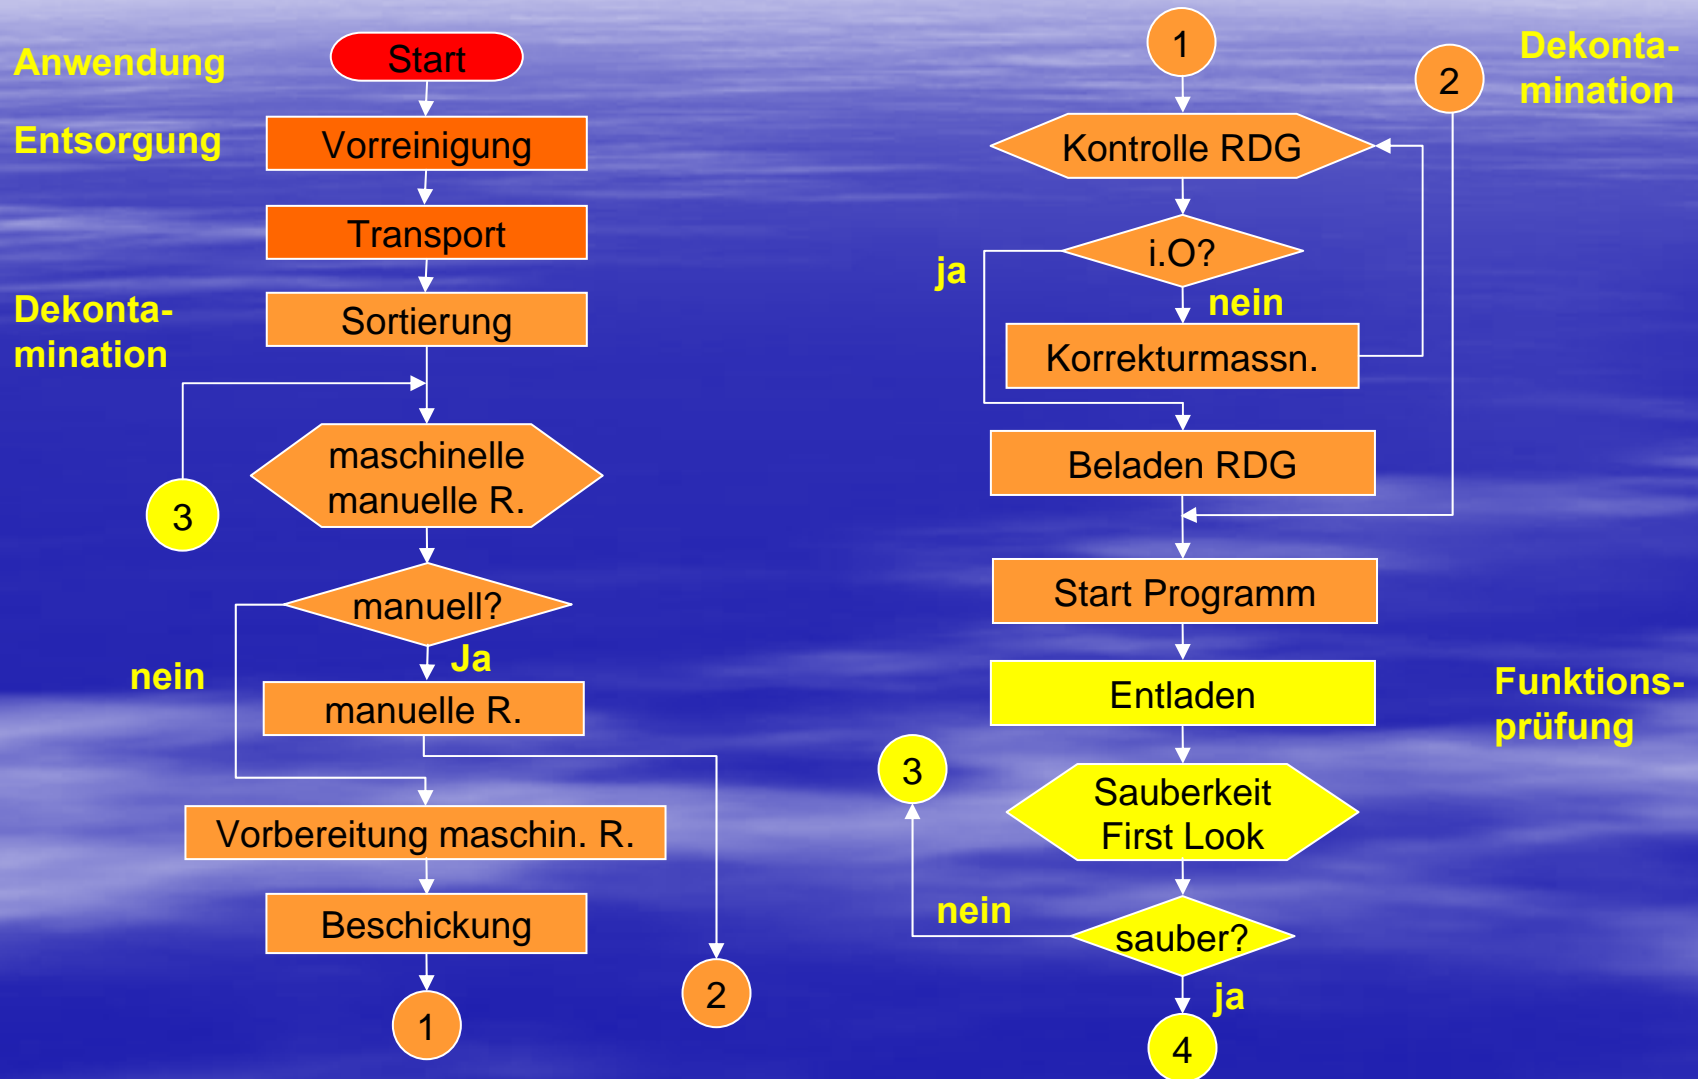 Anwendung
Start
Entsorgung
Vorreinigung
Transport
Dekonta-
mination
Sortierung
3
maschinelle
manuelle R.
manuell?
nein
Ja
manuelle R.
Vorbereitung maschin. R.
Beschickung
1
2
1
2
Dekonta-
mination
Kontrolle RDG
i.O?
ja
nein
Korrekturmassn.
Beladen RDG
Start Programm
Entladen
Funktions-
prüfung
3
Sauberkeit
First Look
nein
sauber?
ja
4